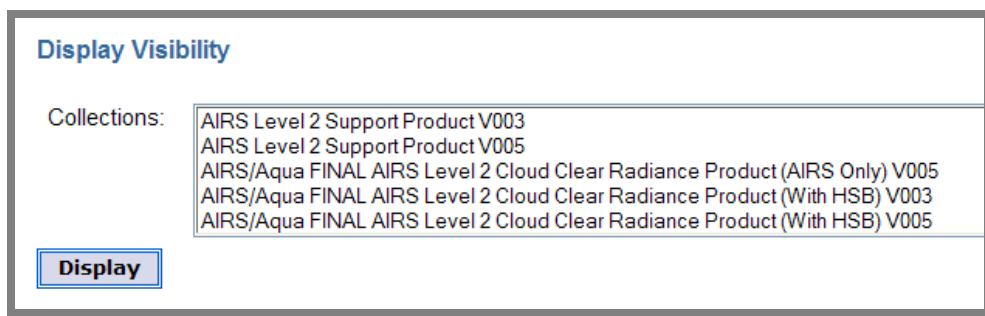 Display Visibility
Collections:
AIRS Level 2 Support Product V003
AIRS Level 2 Support Product V005
AIRS/Aqua FINAL AIRS Level 2 Cloud Clear Radiance Product (AIRS Only) V005
AIRS/Aqua FINAL AIRS Level 2 Cloud Clear Radiance Product (With HSB) V003
AIRS/Aqua FINAL AIRS Level 2 Cloud Clear Radiance Product (With HSB) V005
Display